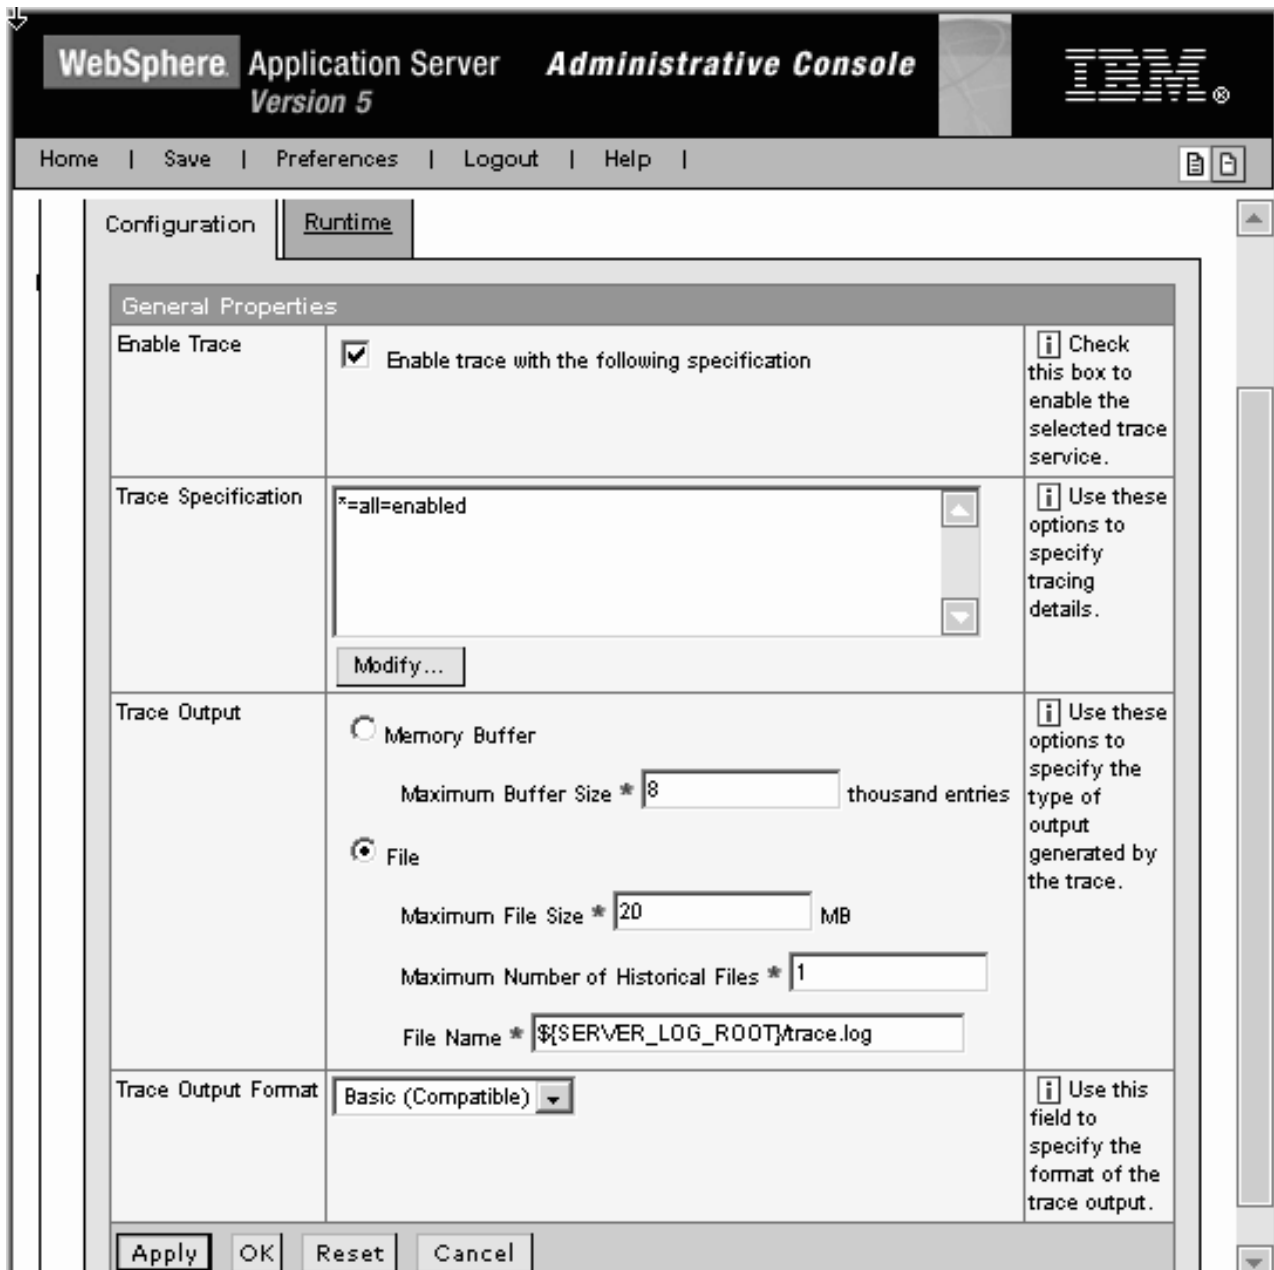 WebSphere. Application Server Administrative Console IBM®
Version 5
Home | Save | Preferences | Logout | Help |
Configuration Runtime
General Properties
Enable Trace
Enable trace with the following specification
i Check
this box to
enable the
selected trace
service.
Trace Specification
*=all=enabled
Modify...
i Use these
options to
specify
tracing
details.
Trace Output
Memory Buffer
Maximum Buffer Size * 8 thousand entries
File
Maximum File Size * 20 MB
Maximum Number of Historical Files * 1
File Name * ${SERVER_LOG_ROOT}/trace.log
i Use these
options to
specify the
type of
output
generated by
the trace.
Trace Output Format
Basic (Compatible)
i Use this
field to
specify the
format of the
trace output.
Apply OK Reset Cancel